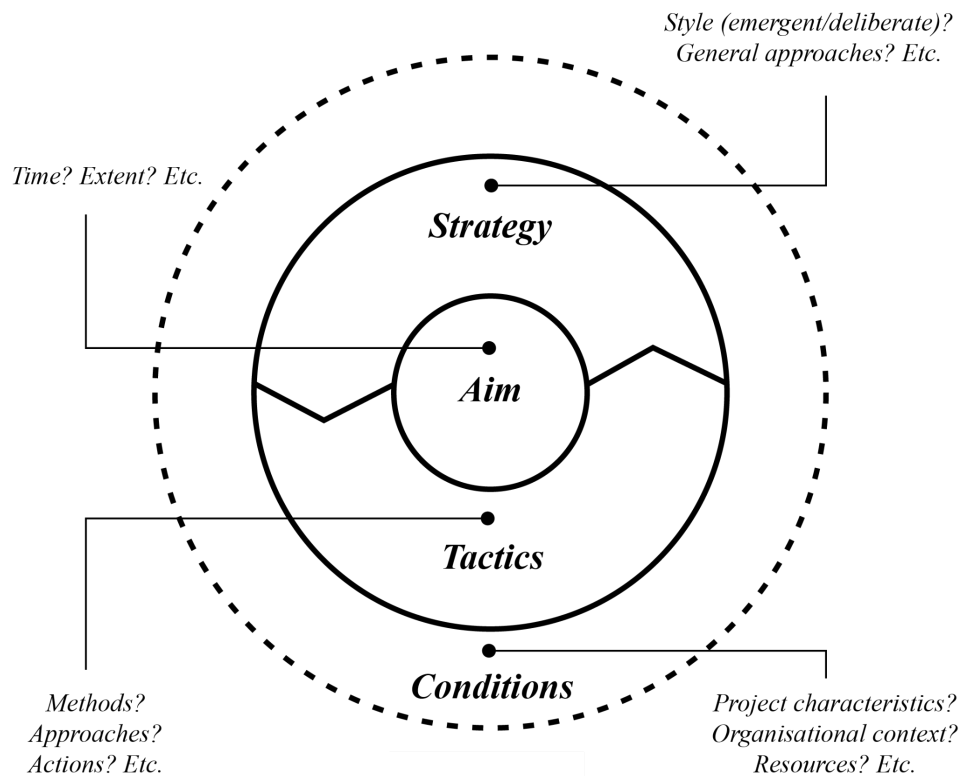 Style (emergent/deliberate)?
General approaches? Etc.
Time? Extent? Etc.
Strategy
Aim
Tactics
Conditions
Methods?
Approaches?
Actions? Etc.
Project characteristics?
Organisational context?
Resources? Etc.